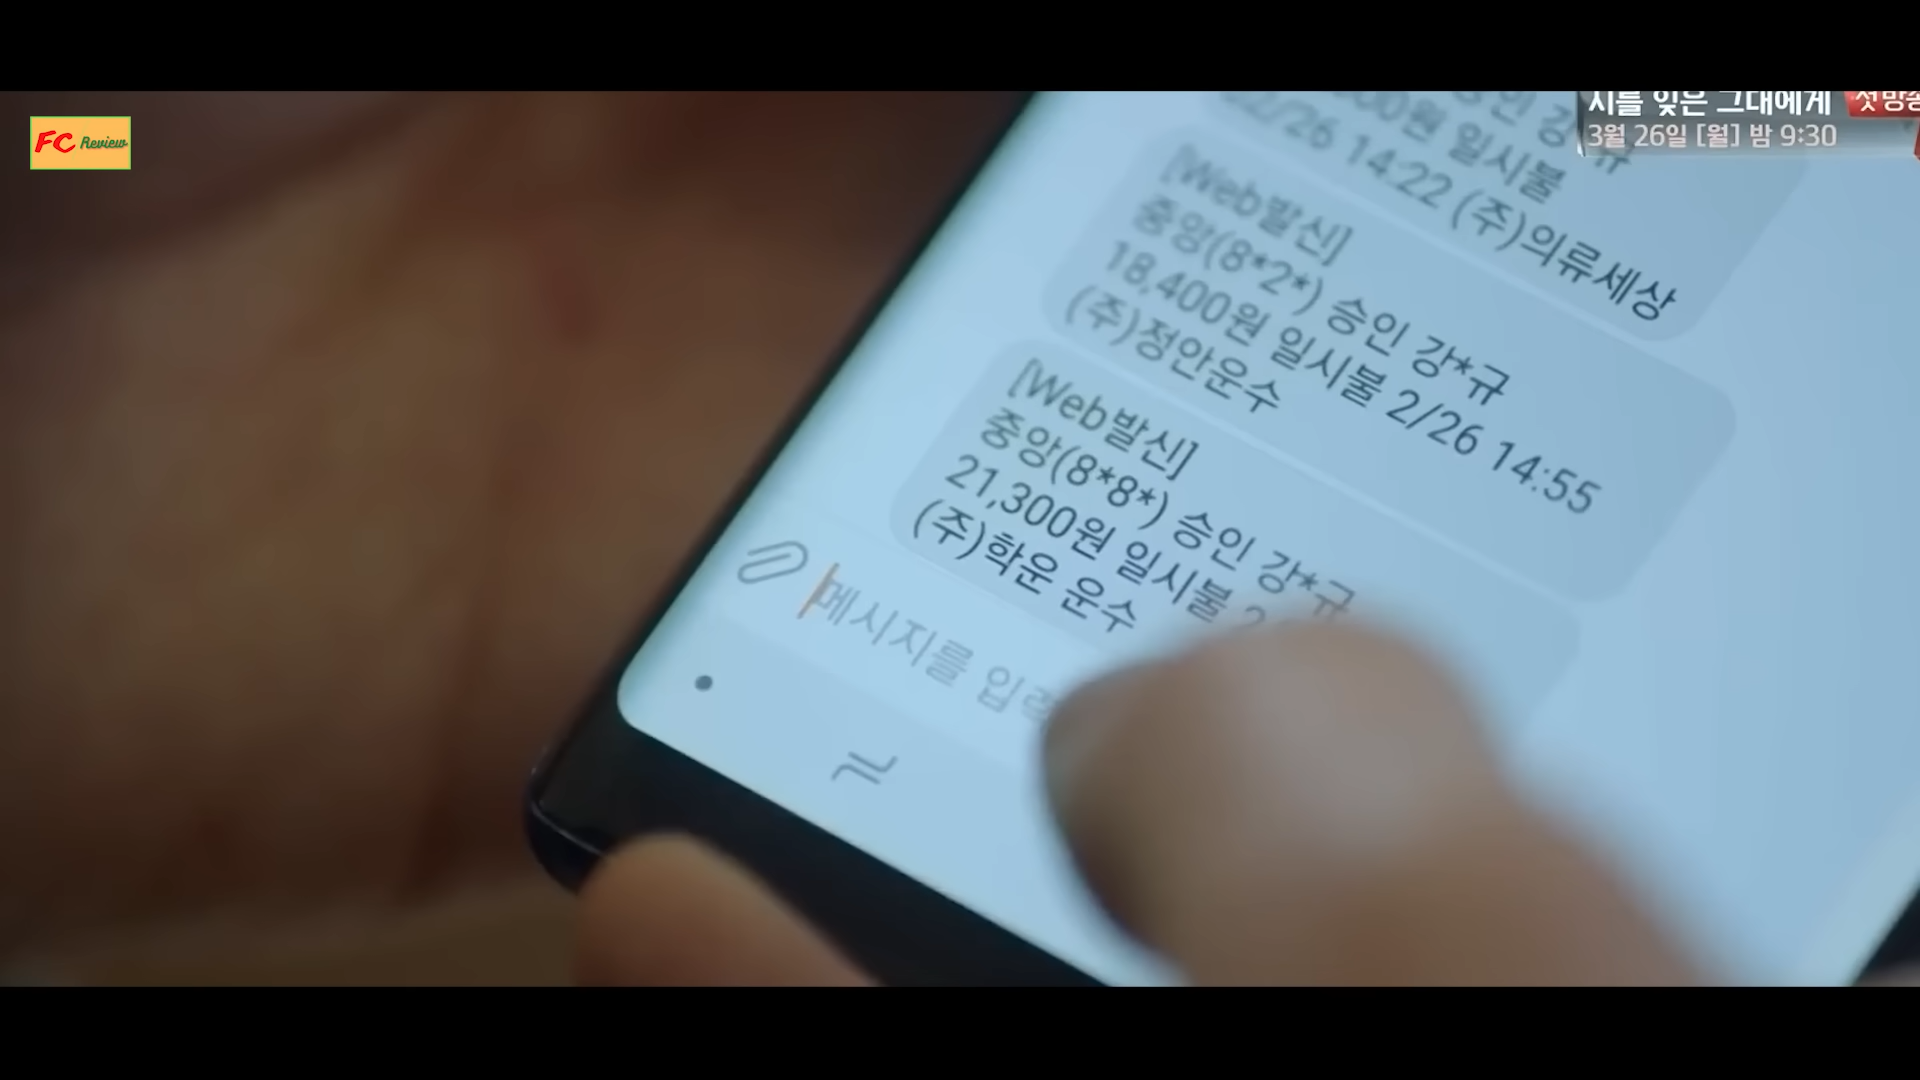 FC Review
시를 잊은 그대에게
3월 26일 [월] 밤 9:30
일시불
14:22 (주)의류세상
[Web발신]
중앙(8*2*) 승인 강*규
18,400원 일시불 2/26 14:55
(주)정안운수
[Web발신]
중앙(8*8*) 승인 강*규
21,300원 일시불
(주)학운 운수
메시지를